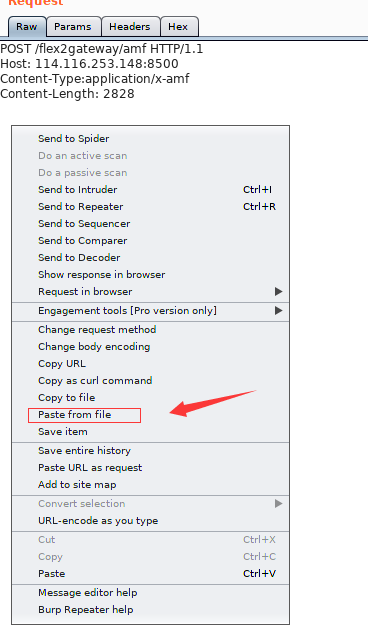 Request
Raw Params Headers Hex
POST /flex2gateway/amf HTTP/1.1
Host: 114.116.253.148:8500
Content-Type:application/x-amf
Content-Length: 2828
Send to Spider
Do an active scan
Do a passive scan
Send to Intruder Ctrl+I
Send to Repeater Ctrl+R
Send to Sequencer
Send to Comparer
Send to Decoder
Show response in browser
Request in browser
Engagement tools [Pro version only]
Change request method
Change body encoding
Copy URL
Copy as curl command
Copy to file
Paste from file
Save item
Save entire history
Paste URL as request
Add to site map
Convert selection
URL-encode as you type
Cut Ctrl+X
Copy Ctrl+C
Paste Ctrl+V
Message editor help
Burp Repeater help